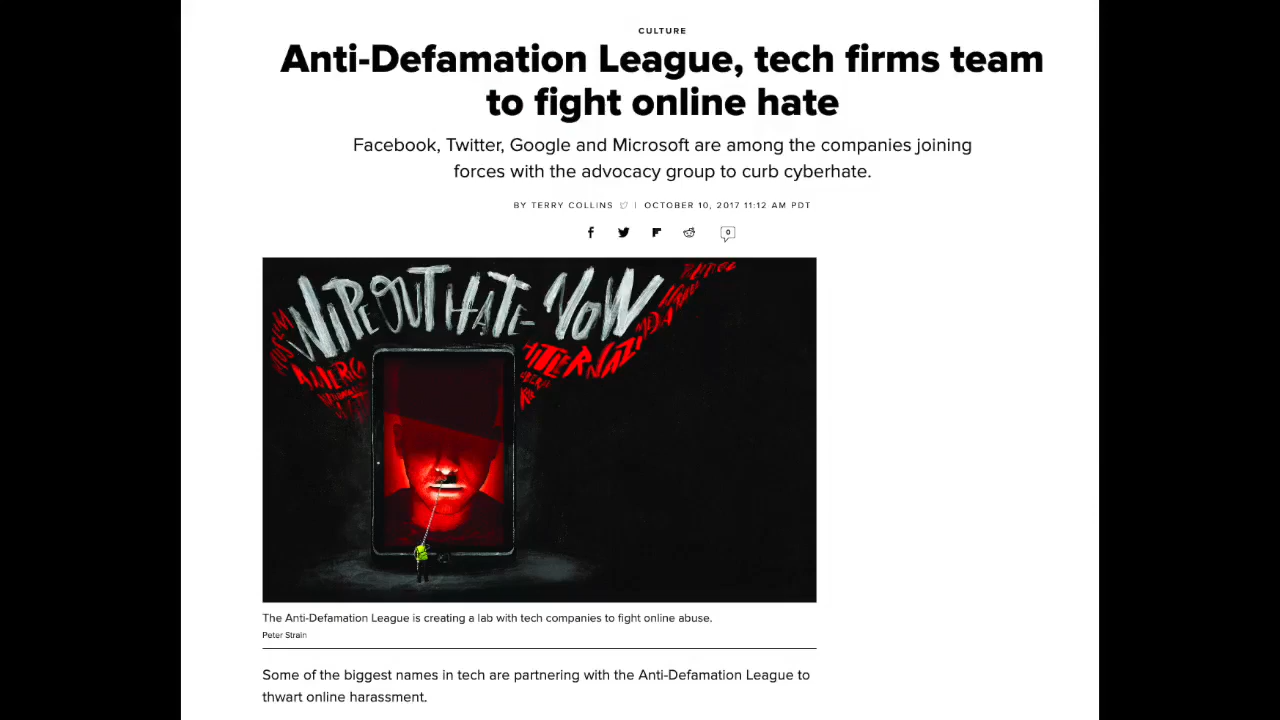 CULTURE
Anti-Defamation League, tech firms team
to fight online hate
Facebook, Twitter, Google and Microsoft are among the companies joining
forces with the advocacy group to curb cyberhate.
BY TERRY COLLINS | OCTOBER 10, 2017 11:12 AM PDT
0
WIPE OUT HATE NOW
AMERICA
HITLER NAZI
The Anti-Defamation League is creating a lab with tech companies to fight online abuse.
Peter Strain
Some of the biggest names in tech are partnering with the Anti-Defamation League to
thwart online harassment.